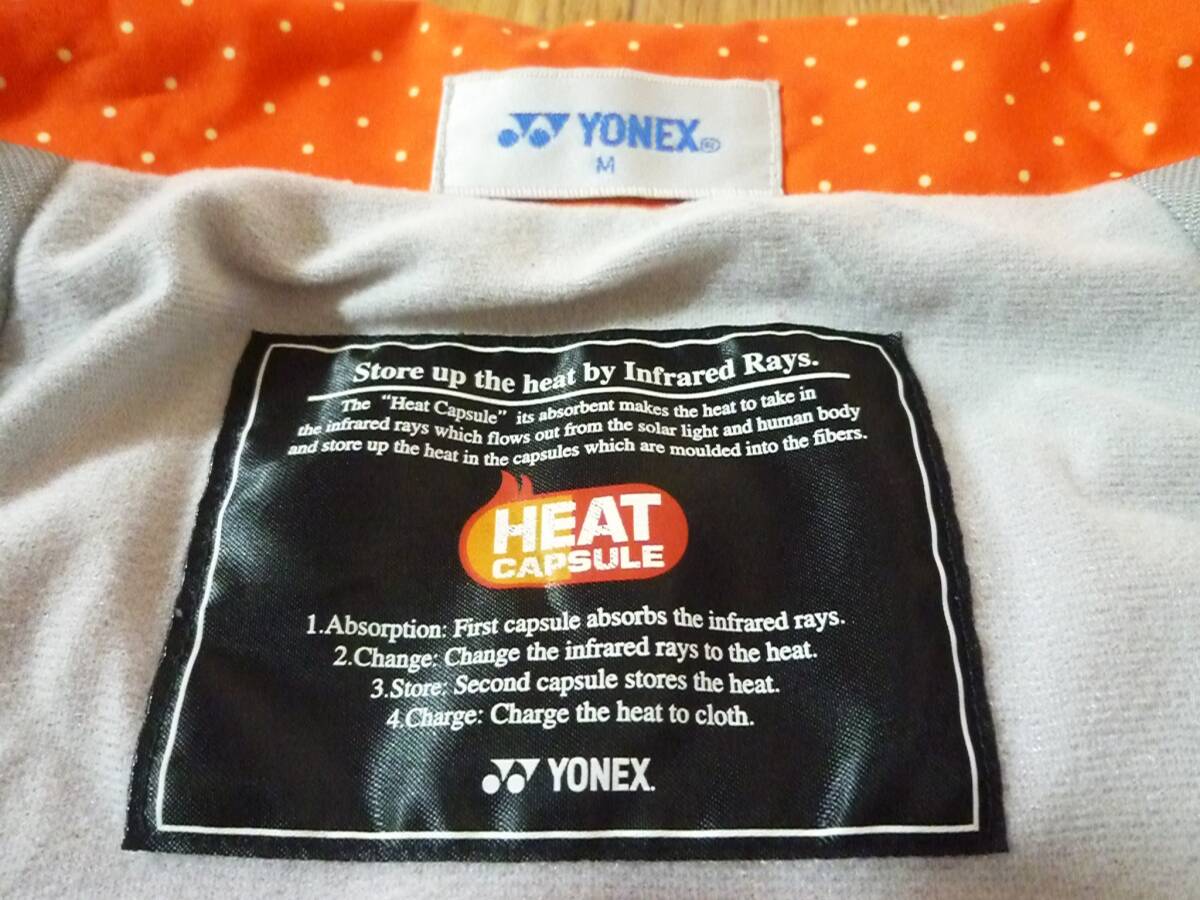 YONEX®
M
Store up the heat by Infrared Rays.
The "Heat Capsule" its absorbent makes the heat to take in
the infrared rays which flows out from the solar light and human body
and store up the heat in the capsules which are moulded into the fibers.
HEAT
CAPSULE
1.Absorption: First capsule absorbs the infrared rays.
2.Change: Change the infrared rays to the heat.
3.Store: Second capsule stores the heat.
4.Charge: Charge the heat to cloth.
YONEX.